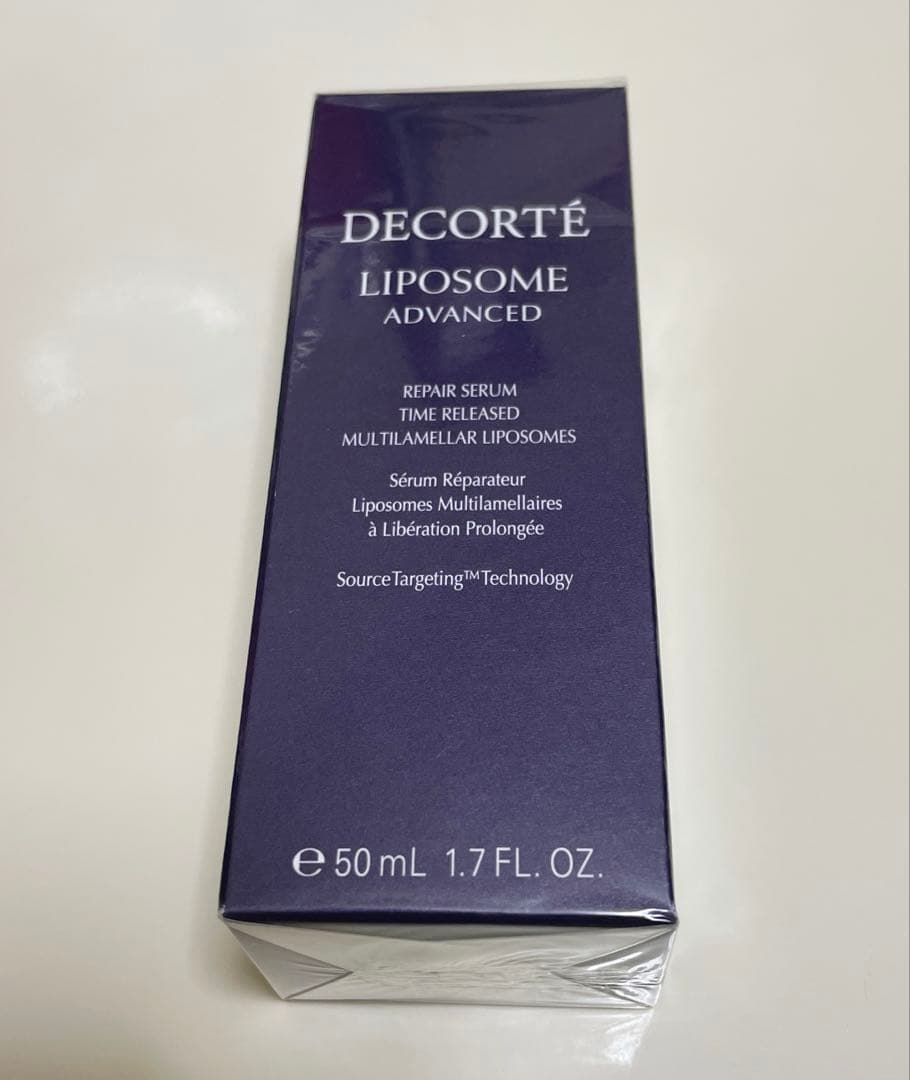 DECORTÉ
LIPOSOME
ADVANCED
REPAIR SERUM
TIME RELEASED
MULTILAMELLAR LIPOSOMES
Sérum Réparateur
Liposomes Multilamellaires
à Libération Prolongée
SourceTargeting™Technology
℮50 mL 1.7 FL. OZ.